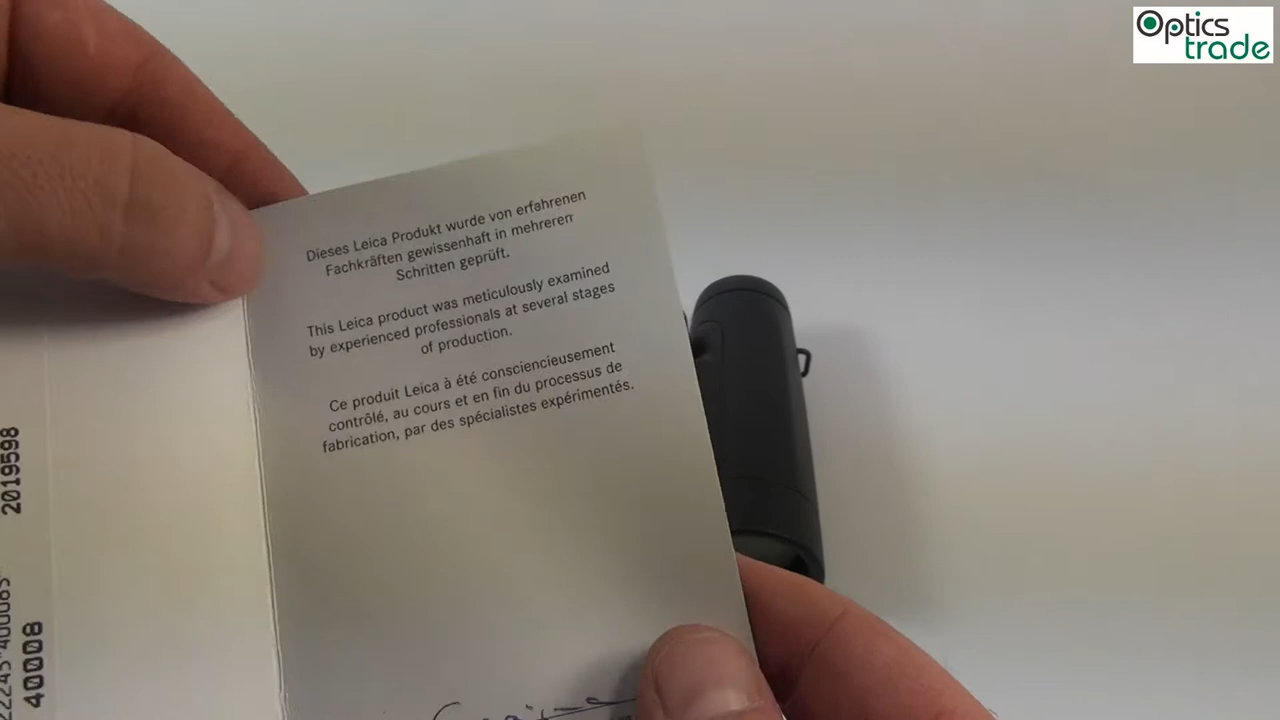 Optics
trade
Dieses Leica Produkt wurde von erfahrenen
Fachkräften gewissenhaft in mehreren
Schritten geprüft.
This Leica product was meticulously examined
by experienced professionals at several stages
of production.
Ce produit Leica à été consciencieusement
contrôlé, au cours et en fin du processus de
fabrication, par des spécialistes expérimentés.
2019598
40008